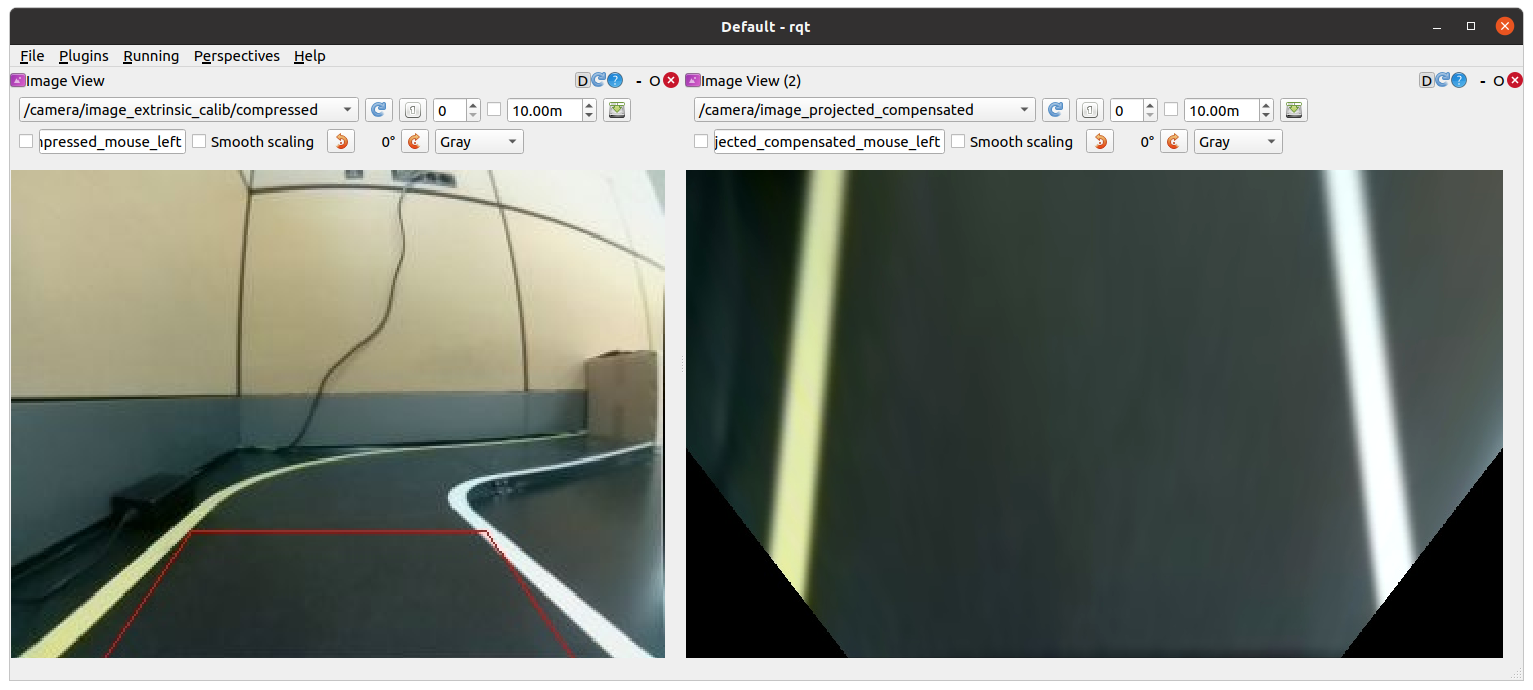 Default - rqt
File Plugins Running Perspectives Help
Image View D ? - O
/camera/image_extrinsic_calib/compressed 0 10.00m
npressed_mouse_left Smooth scaling 0° Gray
Image View (2) D ? - O
/camera/image_projected_compensated 0 10.00m
jected_compensated_mouse_left Smooth scaling 0° Gray